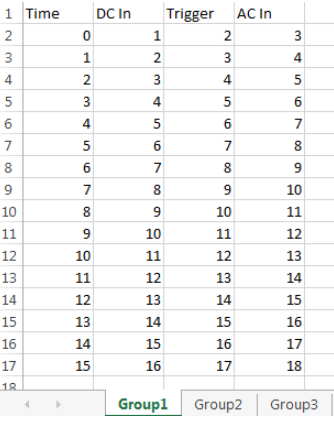 1 Time DC In Trigger AC In
2 0 1 2 3
3 1 2 3 4
4 2 3 4 5
5 3 4 5 6
6 4 5 6 7
7 5 6 7 8
8 6 7 8 9
9 7 8 9 10
10 8 9 10 11
11 9 10 11 12
12 10 11 12 13
13 11 12 13 14
14 12 13 14 15
15 13 14 15 16
16 14 15 16 17
17 15 16 17 18
18
Group1 Group2 Group3